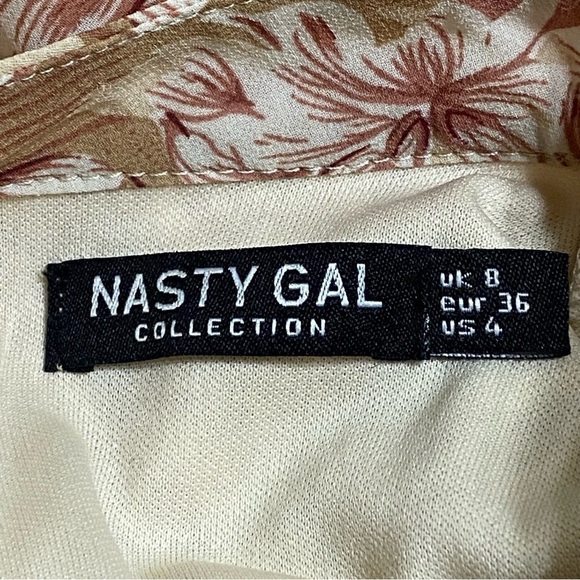 NASTY GAL
COLLECTION
uk 8
eur 36
us 4